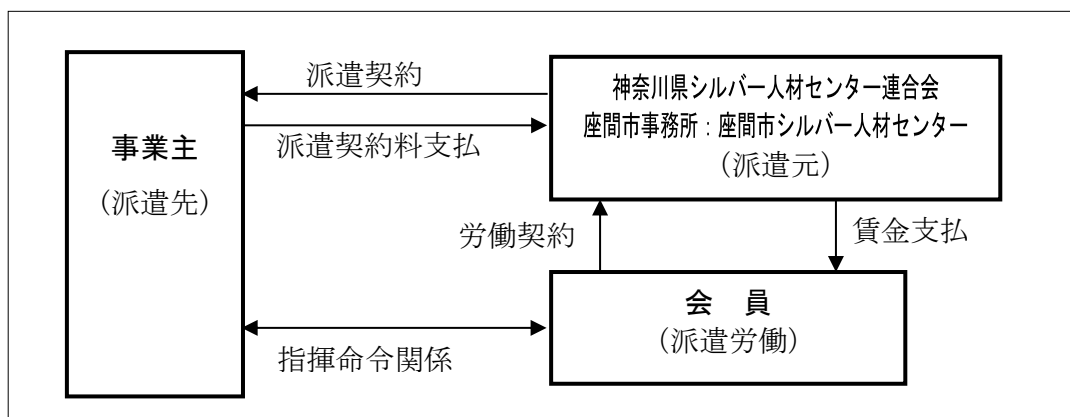 派遣契約
派遣契約料支払
事業主
(派遣先)
神奈川県シルバー人材センター連合会
座間市事務所：座間市シルバー人材センター
(派遣元)
労働契約
賃金支払
会　員
(派遣労働)
指揮命令関係